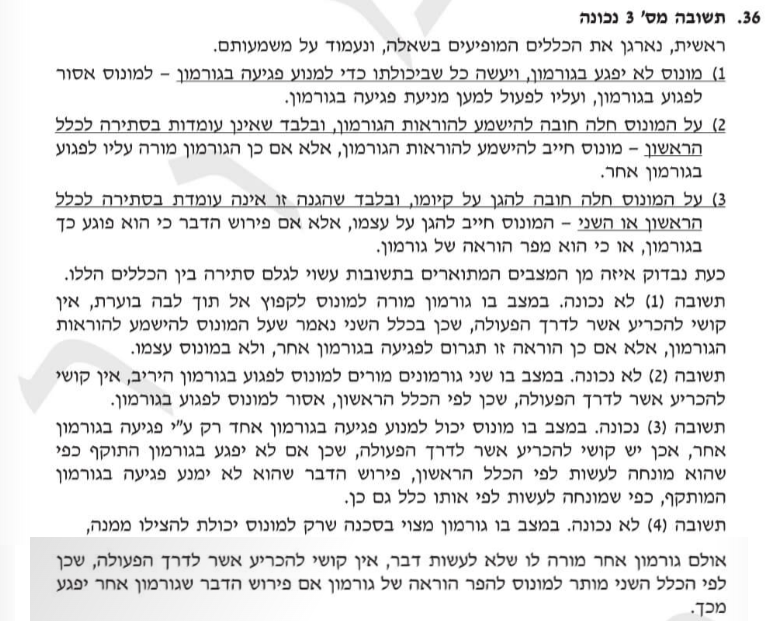 36. תשובה מס' 3 נכונה
ראשית, נארגן את הכללים המופיעים בשאלה, ונעמוד על משמעותם.
1) מונוס לא יפגע בגורמון, ויעשה כל שביכולתו כדי למנוע פגיעה בגורמון – למונוס אסור
לפגוע בגורמון, ועליו לפעול למען מניעת פגיעה בגורמון.
2) על המונוס חלה חובה להישמע להוראות הגורמון, ובלבד שאינן עומדות בסתירה לכלל
הראשון – מונוס חייב להישמע להוראות הגורמון, אלא אם כן הגורמון מורה עליו לפגוע
בגורמון אחר.
3) על המונוס חלה חובה להגן על קיומו, ובלבד שהגנה זו אינה עומדת בסתירה לכלל
הראשון או השני – המונוס חייב להגן על עצמו, אלא אם פירוש הדבר כי הוא פוגע כך
בגורמון, או כי הוא מפר הוראה של גורמון.
כעת נבדוק איזה מן המצבים המתוארים בתשובות עשוי לגלם סתירה בין הכללים הללו.
תשובה (1) לא נכונה. במצב בו גורמון מורה למונוס לקפוץ אל תוך לבה בוערת, אין
קושי להכריע אשר לדרך הפעולה, שכן בכלל השני נאמר שעל המונוס להישמע להוראות
הגורמון, אלא אם כן הוראה זו תגרום לפגיעה בגורמון אחר, ולא במונוס עצמו.
תשובה (2) לא נכונה. במצב בו שני גורמונים מורים למונוס לפגוע בגורמון היריב, אין קושי
להכריע אשר לדרך הפעולה, שכן לפי הכלל הראשון, אסור למונוס לפגוע בגורמון.
תשובה (3) נכונה. במצב בו מונוס יכול למנוע פגיעה בגורמון אחד רק ע"י פגיעה בגורמון
אחר, אכן יש קושי להכריע אשר לדרך הפעולה, שכן אם לא יפגע בגורמון התוקף כפי
שהוא מונחה לעשות לפי הכלל הראשון, פירוש הדבר שהוא לא ימנע פגיעה בגורמון
המותקף, כפי שמונחה לעשות לפי אותו כלל גם כן.
תשובה (4) לא נכונה. במצב בו גורמון מצוי בסכנה שרק למונוס יכולת להצילו ממנה,
אולם גורמון אחר מורה לו שלא לעשות דבר, אין קושי להכריע אשר לדרך הפעולה, שכן
לפי הכלל השני מותר למונוס להפר הוראה של גורמון אם פירוש הדבר שגורמון אחר יפגע
מכך.